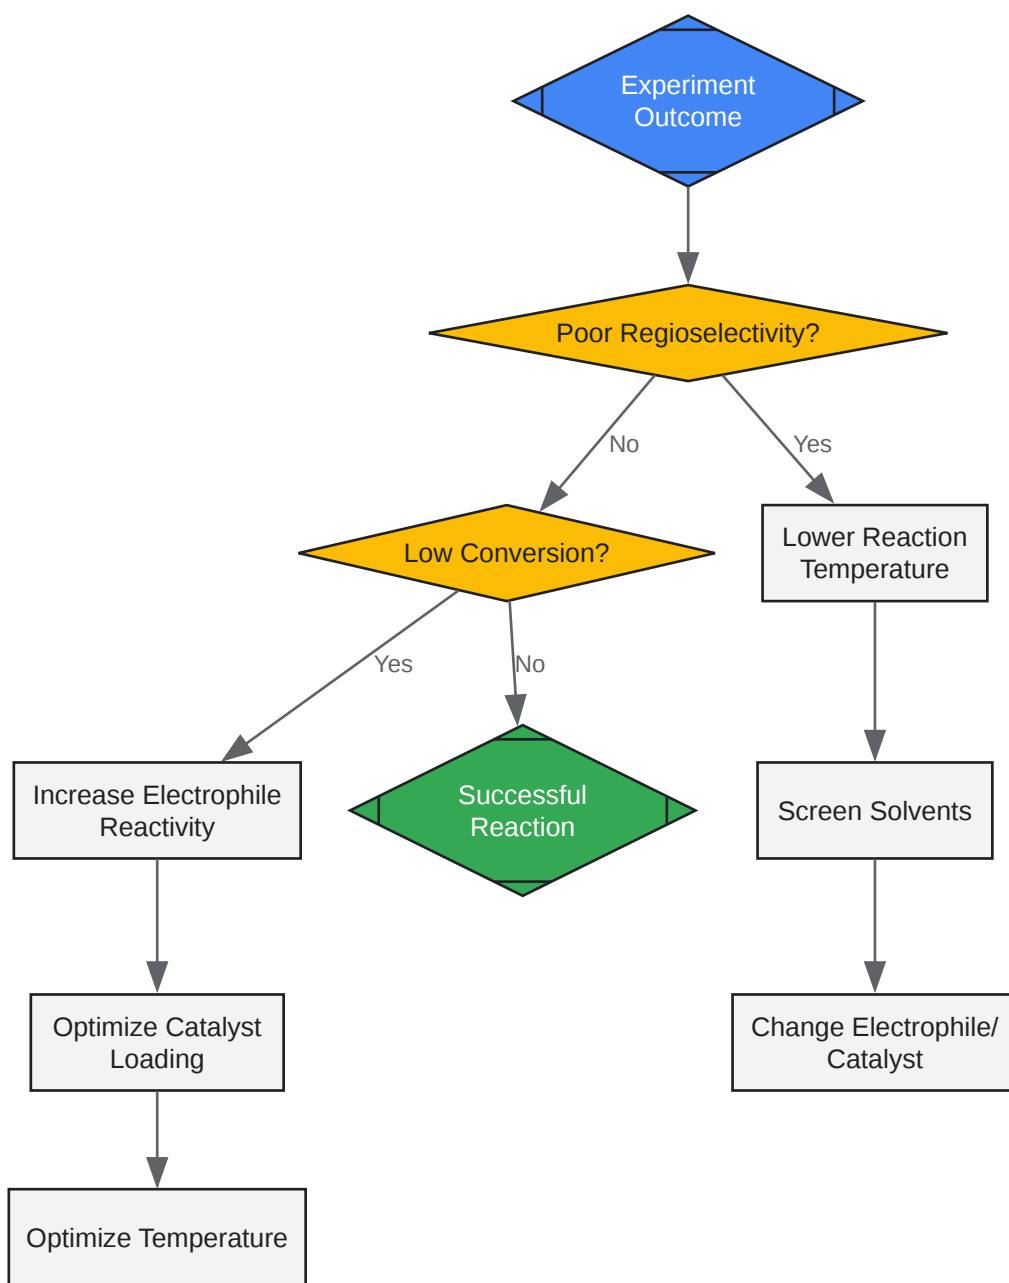 Experiment
Outcome
Poor Regioselectivity?
No
Yes
Low Conversion?
Lower Reaction
Temperature
Yes
No
Increase Electrophile
Reactivity
Successful
Reaction
Screen Solvents
Optimize Catalyst
Loading
Change Electrophile/
Catalyst
Optimize Temperature